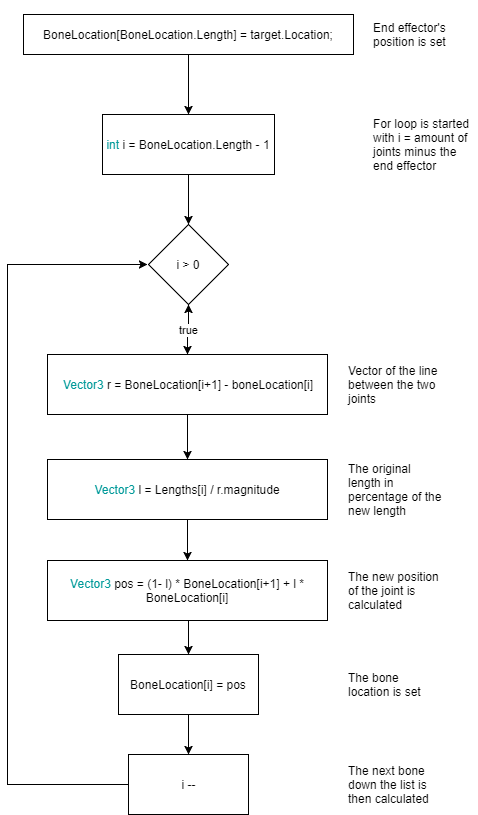 BoneLocation[BoneLocation.Length] = target.Location;
End effector's
position is set
int i = BoneLocation.Length - 1
For loop is started
with i = amount of
joints minus the
end effector
i > 0
true
Vector3 r = BoneLocation[i+1] - boneLocation[i]
Vector of the line
between the two
joints
Vector3 l = Lengths[i] / r.magnitude
The original
length in
percentage of the
new length
Vector3 pos = (1- l) * BoneLocation[i+1] + l *
BoneLocation[i]
The new position
of the joint is
calculated
BoneLocation[i] = pos
The bone
location is set
i --
The next bone
down the list is
then calculated